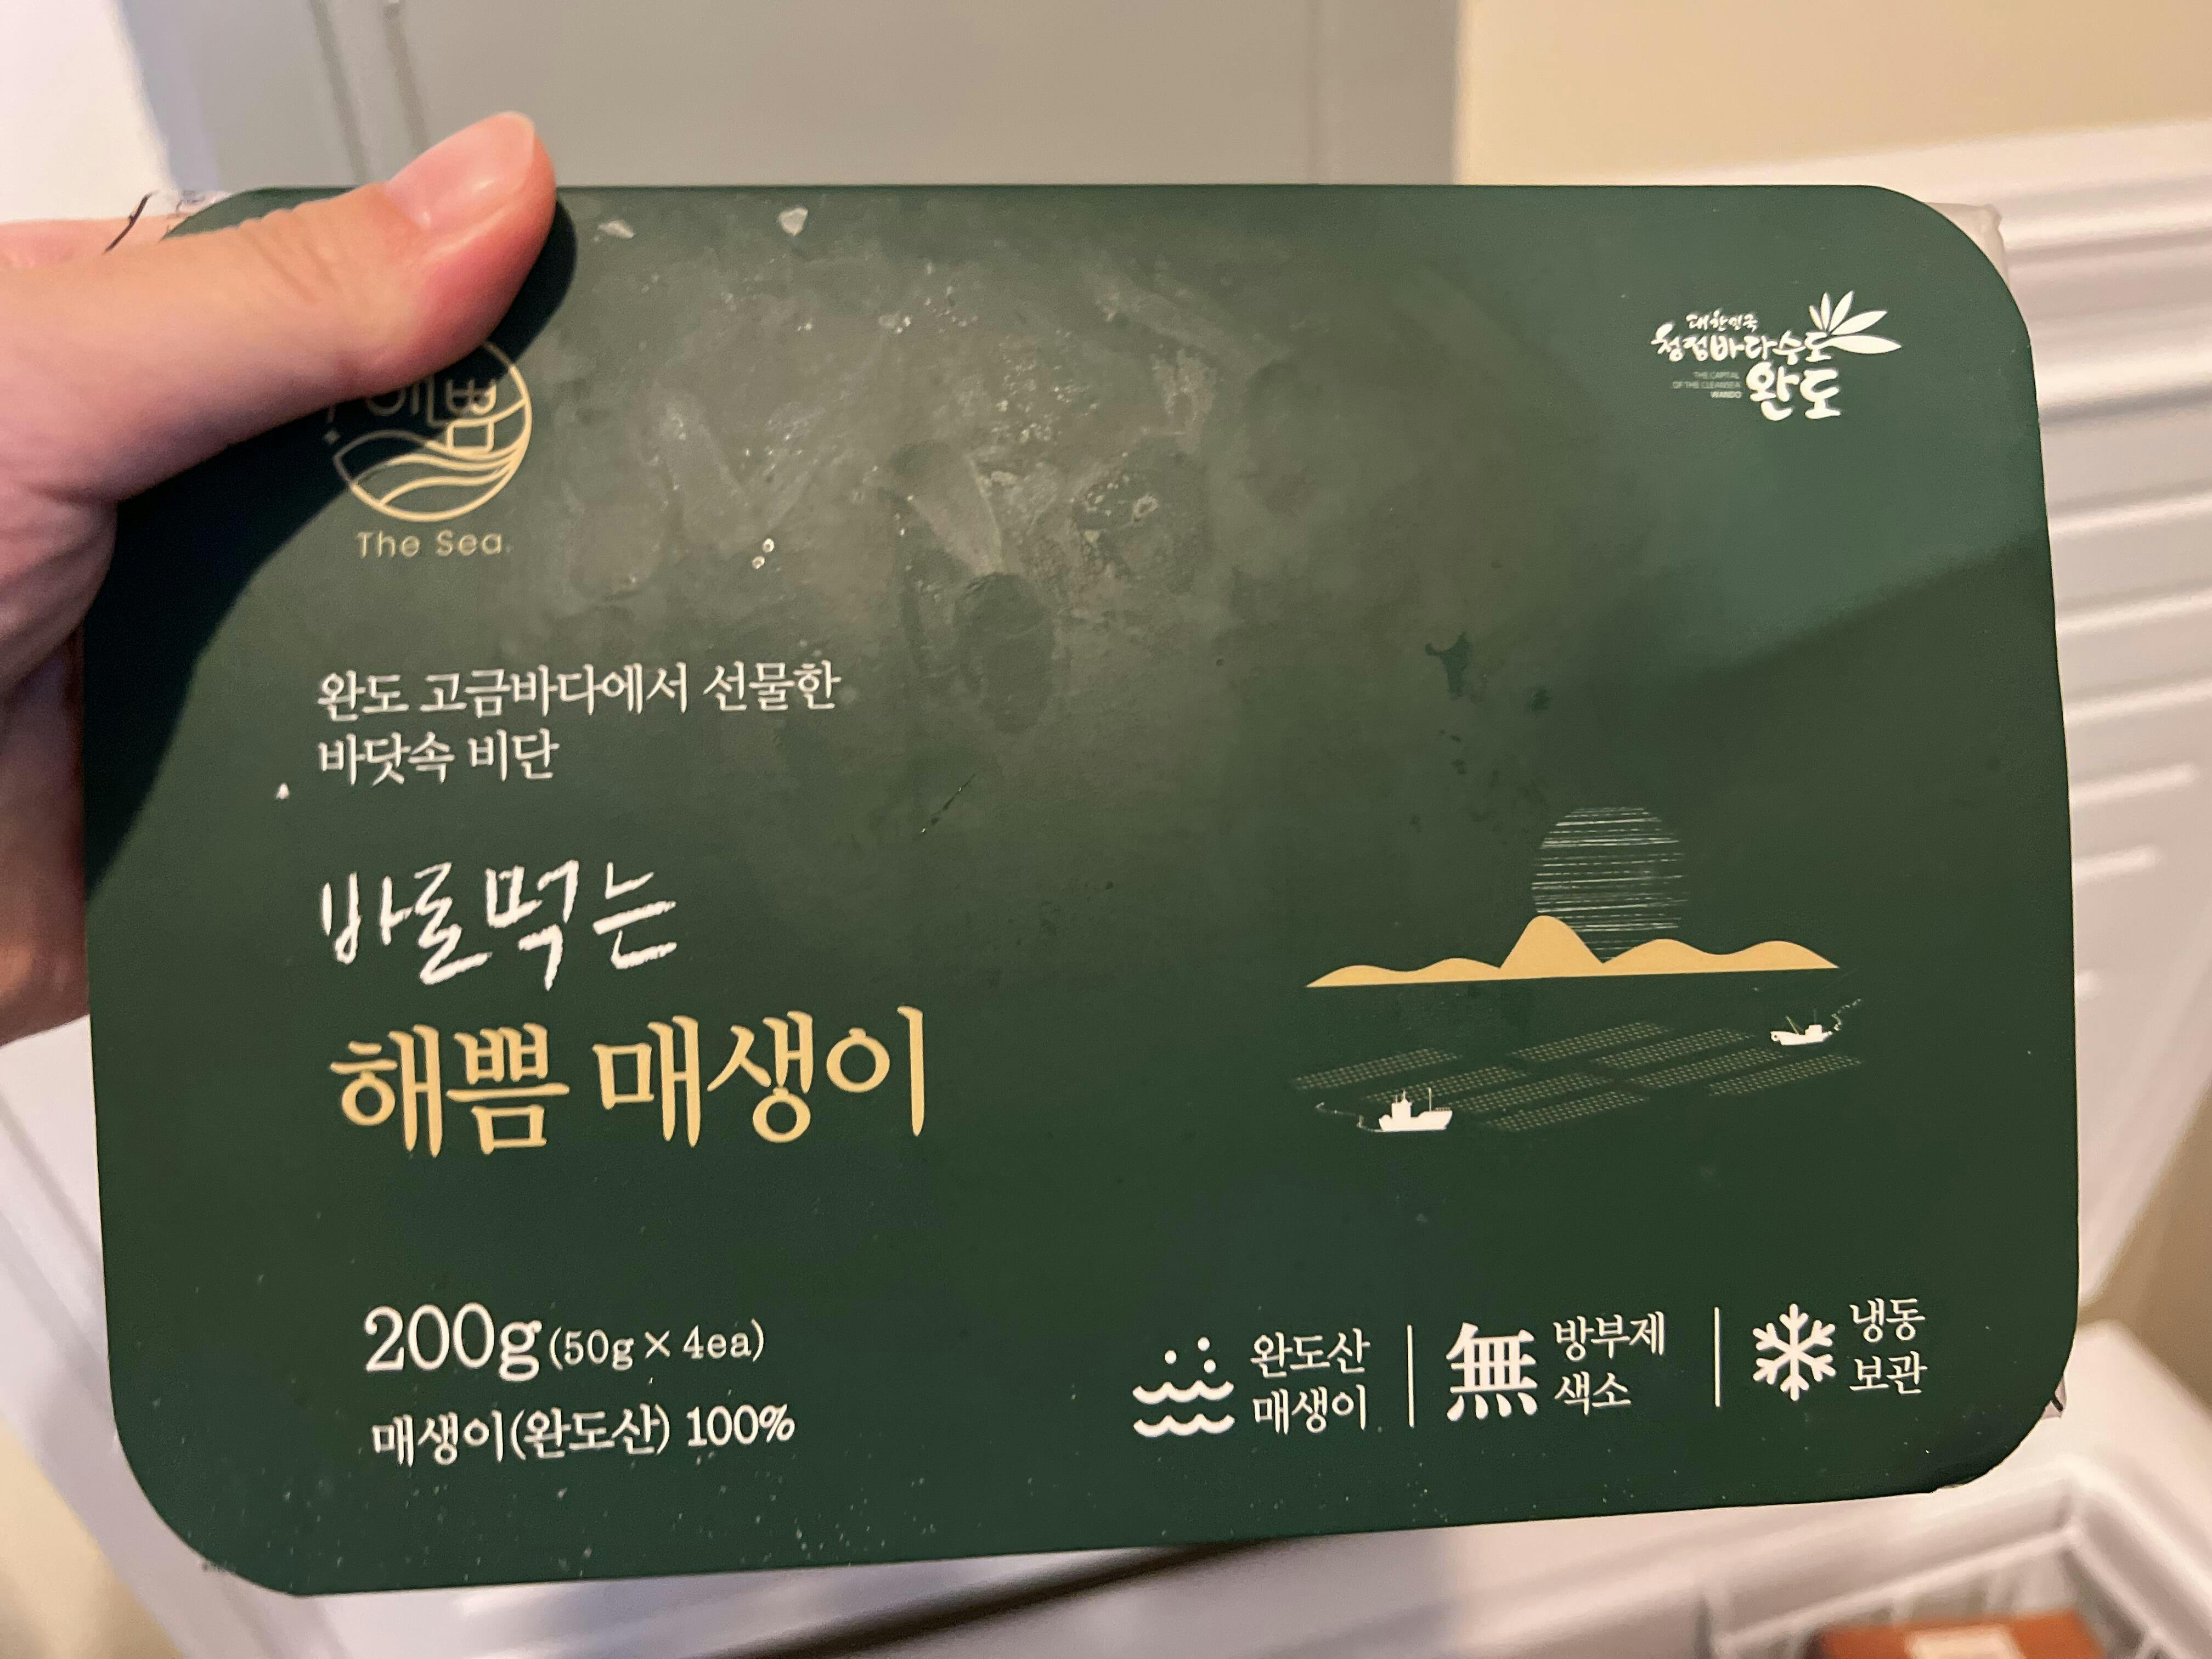 쁨
The Sea.
대한민국
청정바다수도
THE CAPITAL
OF THE CLEANSEA
WANDO
완도
완도 고금바다에서 선물한
바닷속 비단
바로먹는
해쁨 매생이
200g(50g×4ea)
매생이(완도산) 100%
완도산
매생이
無
방부제
색소
냉동
보관